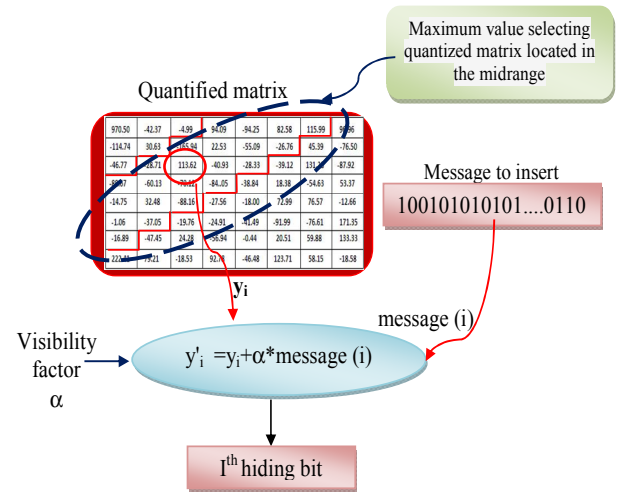 Maximum value selecting
quantized matrix located in
the midrange
Quantified matrix
970.50 -42.37 -4.99 94.09 -94.25 82.58 115.99
-114.74 30.63 22.53 -55.09 -26.76 45.39 -76.50
-46.77 113.62 -40.93 -28.33 -39.12 -87.92
-60.13 -84.05 -38.84 18.38 -54.63 53.37
-14.75 32.48 -88.16 -27.56 -18.00 72.99 76.57 -12.66
-1.06 -37.05 -19.76 -24.91 -41.49 -91.99 -76.61 171.35
-16.89 -47.45 24.28 -56.94 -0.44 20.51 59.88 133.33
-18.53 -46.48 123.71 58.15 -18.58
Message to insert
100101010101....0110
yi
message (i)
Visibility
factor
α
y'i =yi+α*message (i)
Ith hiding bit